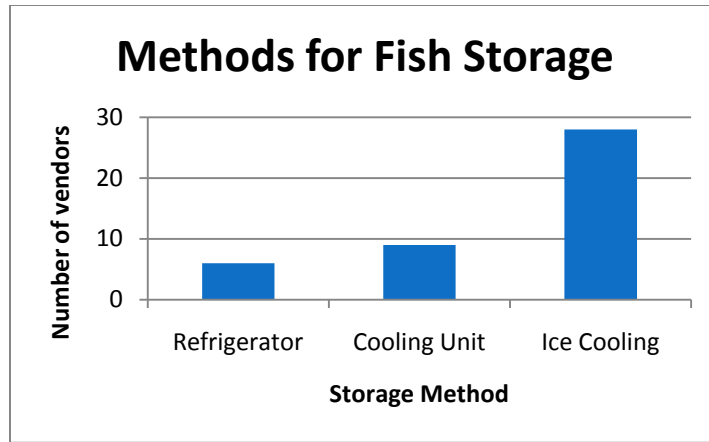 Methods for Fish Storage
Number of vendors
30
20
10
0
Refrigerator
Cooling Unit
Ice Cooling
Storage Method